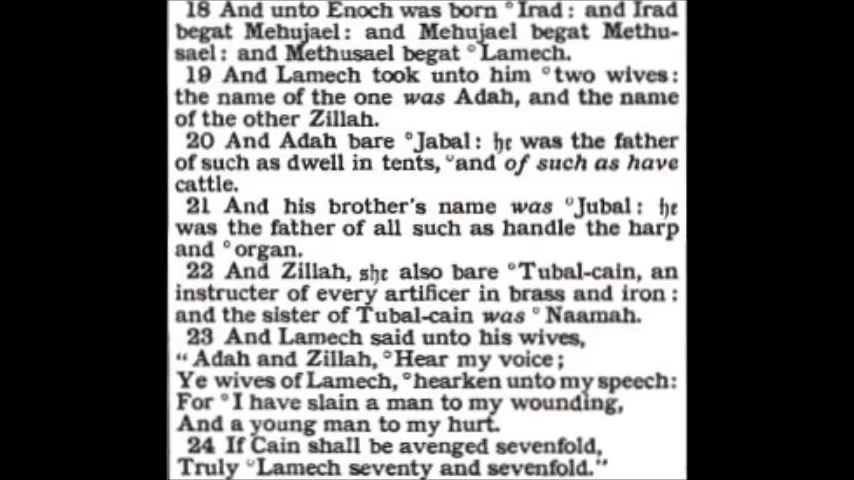 18 And unto Enoch was born °Irad: and Irad
begat Mehujael: and Mehujael begat Methu-
sael: and Methusael begat °Lamech.
19 And Lamech took unto him °two wives:
the name of the one was Adah, and the name
of the other Zillah.
20 And Adah bare °Jabal: he was the father
of such as dwell in tents, °and of such as have
cattle.
21 And his brother's name was °Jubal: he
was the father of all such as handle the harp
and °organ.
22 And Zillah, she also bare °Tubal-cain, an
instructer of every artificer in brass and iron:
and the sister of Tubal-cain was °Naamah.
23 And Lamech said unto his wives,
“Adah and Zillah, °Hear my voice;
Ye wives of Lamech, °hearken unto my speech:
For °I have slain a man to my wounding,
And a young man to my hurt.
24 If Cain shall be avenged sevenfold,
Truly °Lamech seventy and sevenfold.”